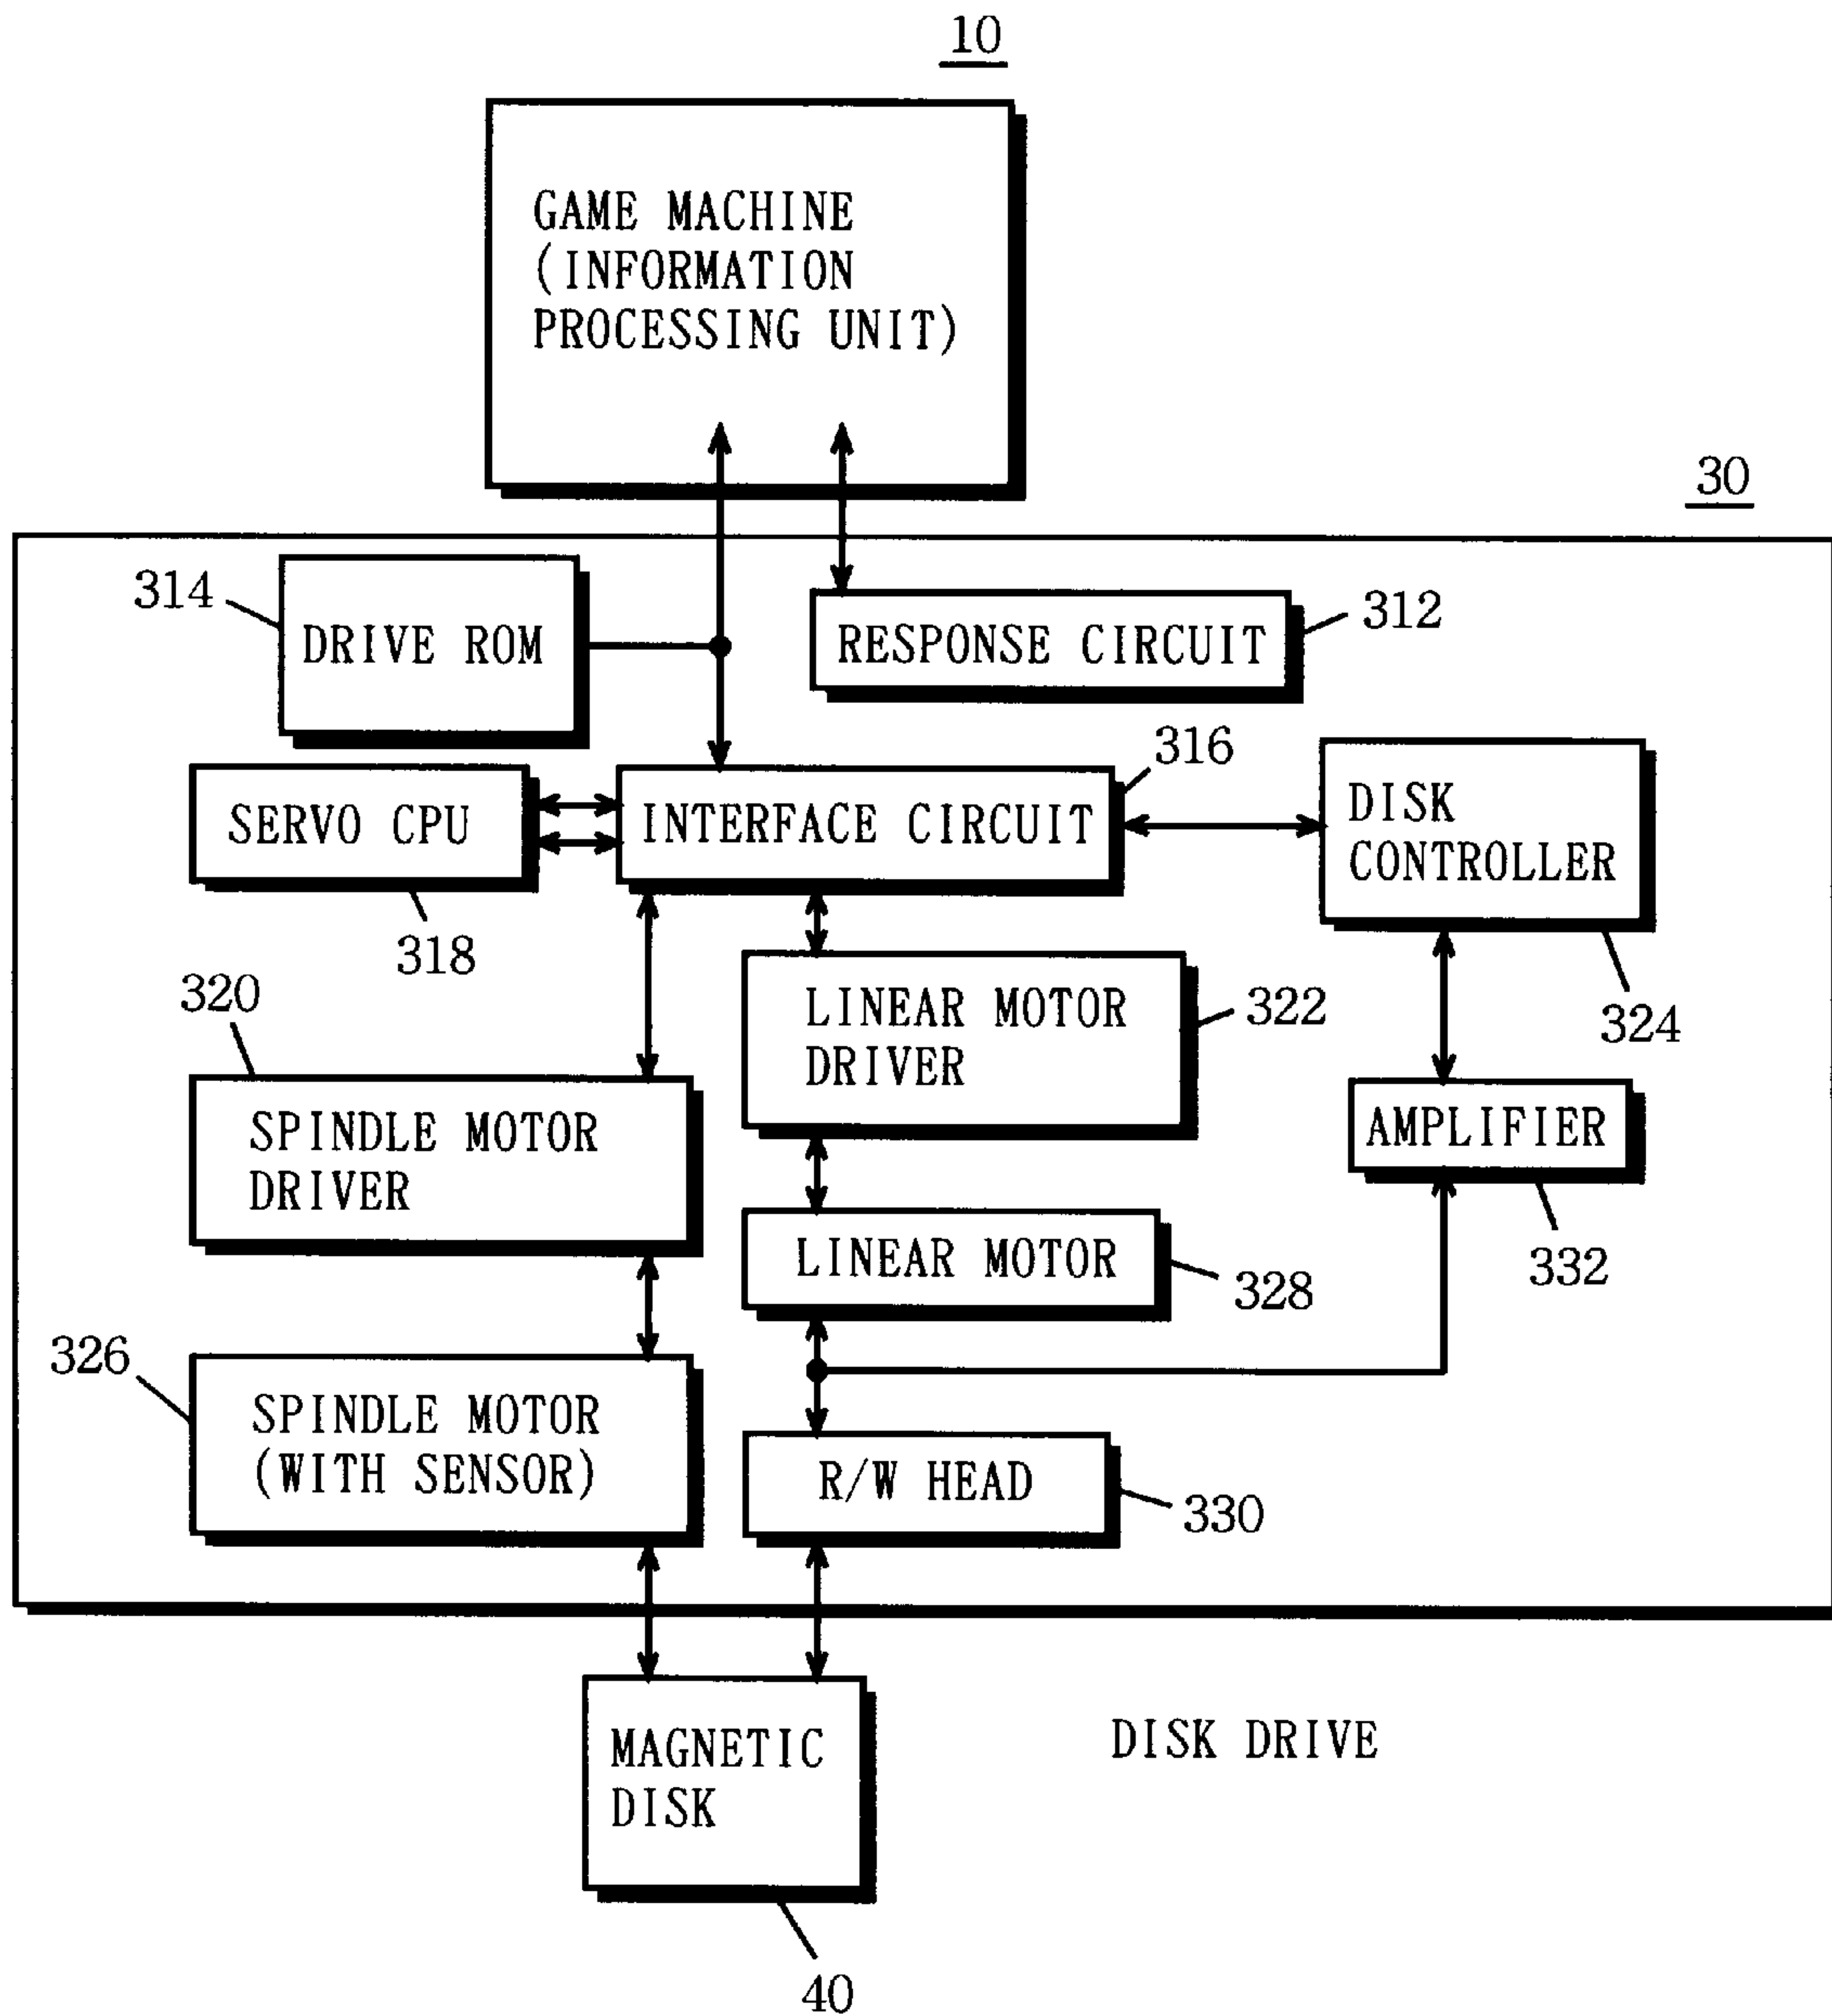 10
GAME MACHINE
(INFORMATION
PROCESSING UNIT)
30
314
DRIVE ROM
312
RESPONSE CIRCUIT
316
SERVO CPU
INTERFACE CIRCUIT
DISK
CONTROLLER
318
324
320
LINEAR MOTOR
DRIVER
322
SPINDLE MOTOR
DRIVER
AMPLIFIER
332
LINEAR MOTOR
328
326
SPINDLE MOTOR
(WITH SENSOR)
R/W HEAD
330
MAGNETIC
DISK
DISK DRIVE
40